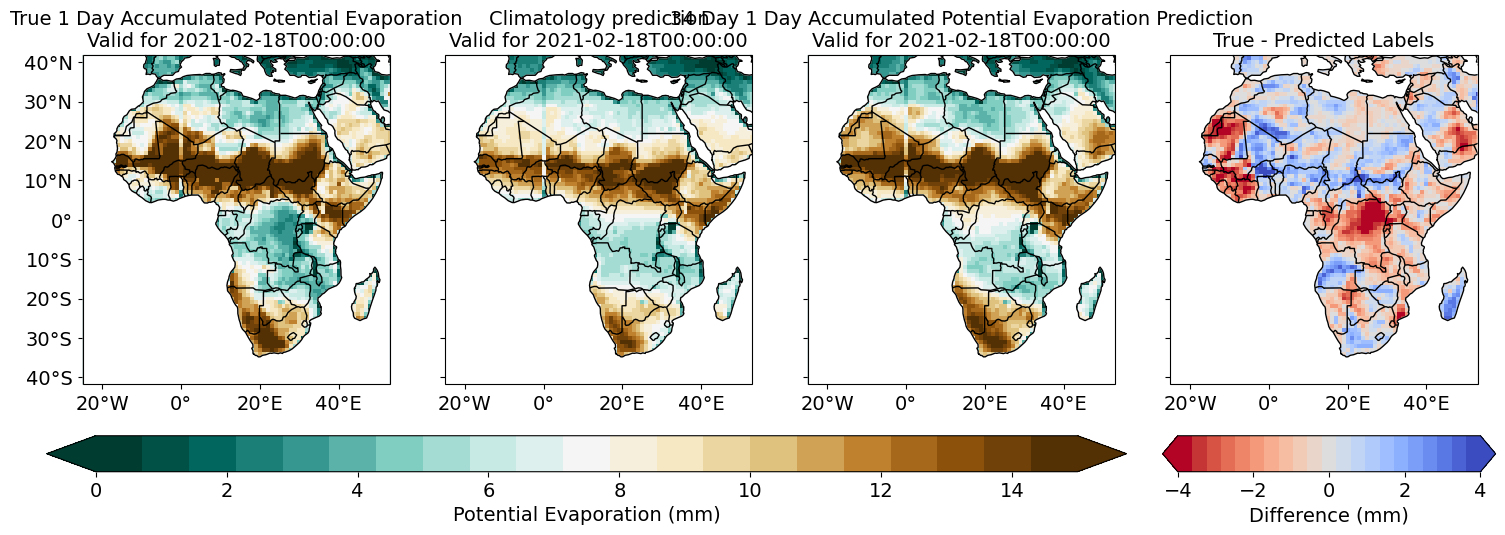 True 1 Day Accumulated Potential Evaporation
Valid for 2021-02-18T00:00:00
Climatology prediction
Valid for 2021-02-18T00:00:00
34 Day 1 Day Accumulated Potential Evaporation Prediction
Valid for 2021-02-18T00:00:00
True - Predicted Labels
40°N
30°N
20°N
10°N
0°
10°S
20°S
30°S
40°S
20°W 0° 20°E 40°E
20°W 0° 20°E 40°E
20°W 0° 20°E 40°E
20°W 0° 20°E 40°E
0 2 4 6 8 10 12 14
Potential Evaporation (mm)
−4 −2 0 2 4
Difference (mm)